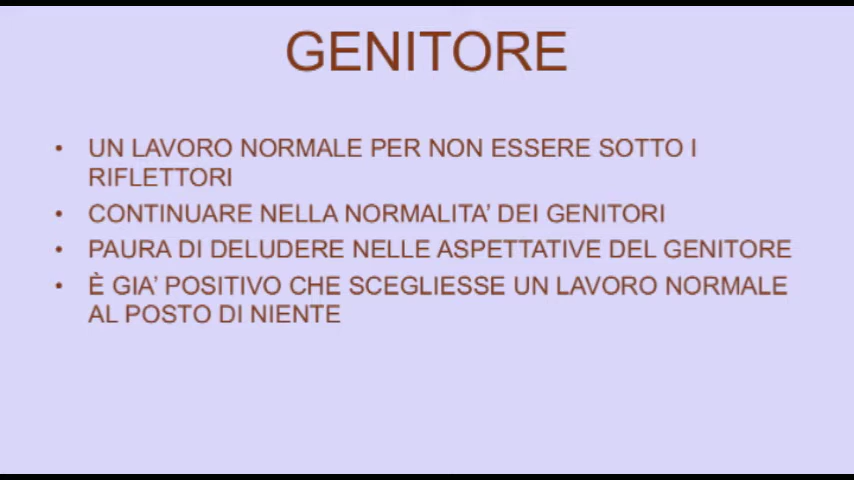 GENITORE
• UN LAVORO NORMALE PER NON ESSERE SOTTO I
RIFLETTORI
• CONTINUARE NELLA NORMALITA’ DEI GENITORI
• PAURA DI DELUDERE NELLE ASPETTATIVE DEL GENITORE
• È GIA’ POSITIVO CHE SCEGLIESSE UN LAVORO NORMALE
AL POSTO DI NIENTE